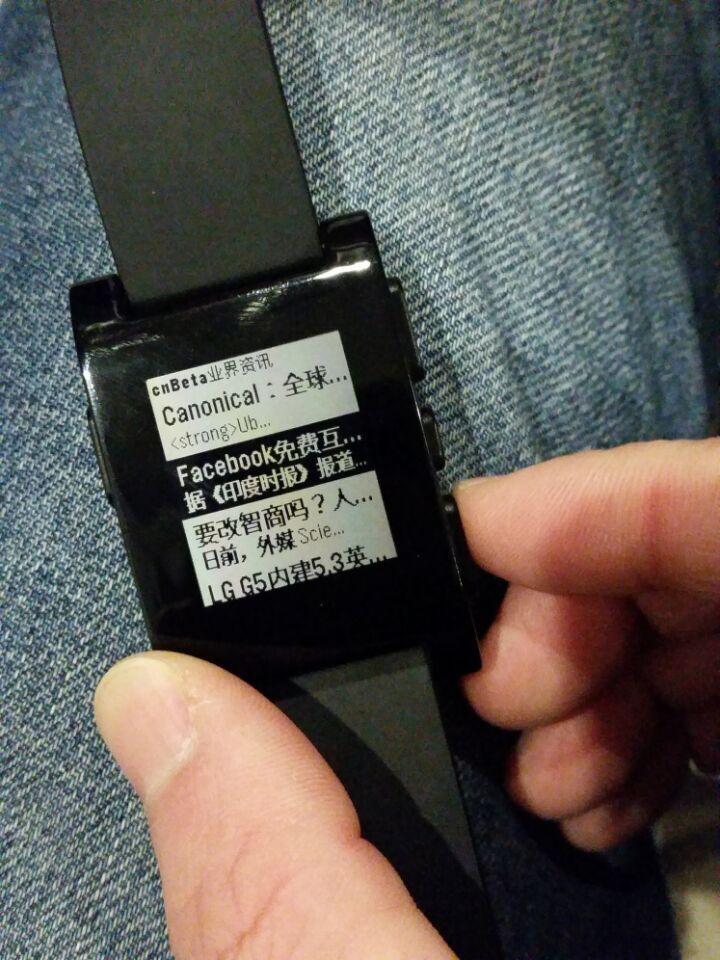 cnBeta业界资讯
Canonical：全球...
<strong>Ub...
Facebook免费互...
据《印度时报》报道...
要改智商吗？人...
日前，外媒 Scie...
LG G5内建5.3英...